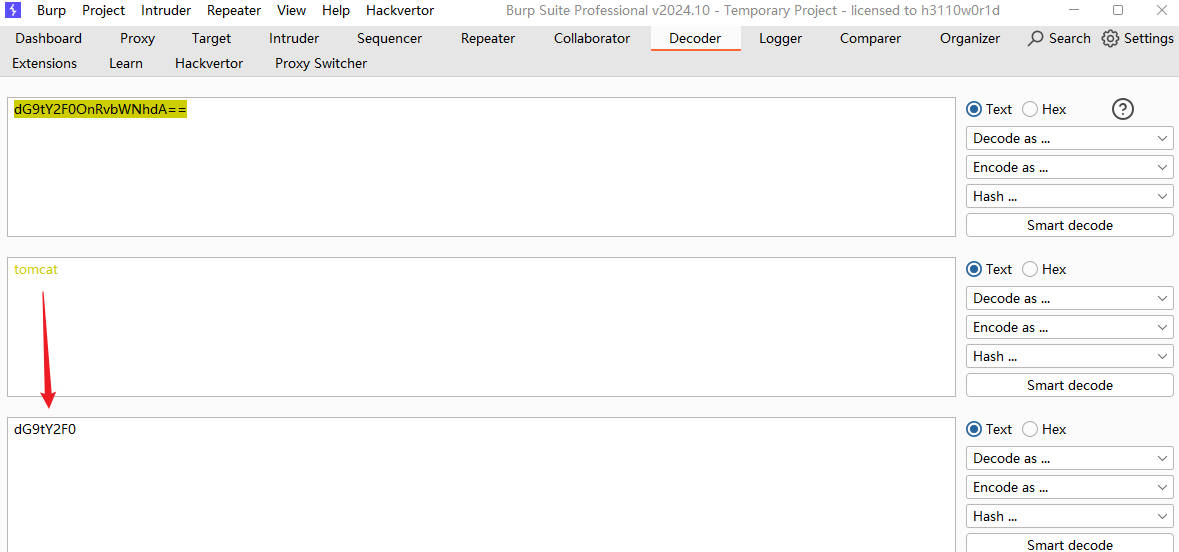 Burp Project Intruder Repeater View Help Hackvertor Burp Suite Professional v2024.10 - Temporary Project - licensed to h3110w0r1d
Dashboard Proxy Target Intruder Sequencer Repeater Collaborator Decoder Logger Comparer Organizer Search Settings
Extensions Learn Hackvertor Proxy Switcher
dG9tY2F0OnRvbWNhdA== Text Hex ?
Decode as ...
Encode as ...
Hash ...
Smart decode
tomcat Text Hex
Decode as ...
Encode as ...
Hash ...
Smart decode
dG9tY2F0 Text Hex
Decode as ...
Encode as ...
Hash ...
Smart decode